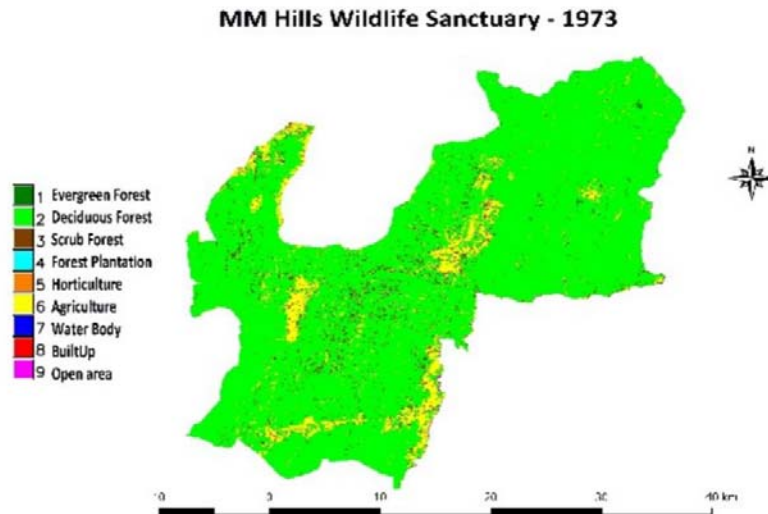 MM Hills Wildlife Sanctuary - 1973
N
1 Evergreen Forest
2 Deciduous Forest
3 Scrub Forest
4 Forest Plantation
5 Horticulture
6 Agriculture
7 Water Body
8 BuiltUp
9 Open area
10 0 10 20 30 40 km